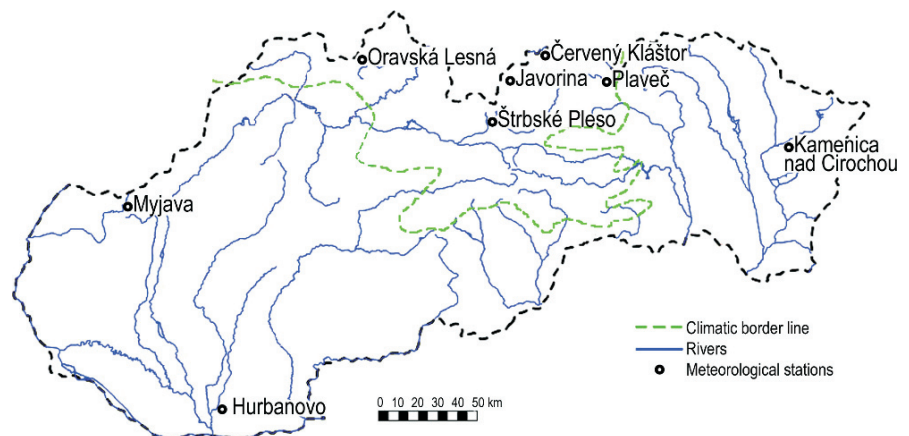 Oravská Lesná
Červený Kláštor
Javorina
Plaveč
Štrbské Pleso
Kamenica
nad Cirochou
Myjava
Hurbanovo
Climatic border line
Rivers
Meteorological stations
0 10 20 30 40 50 km